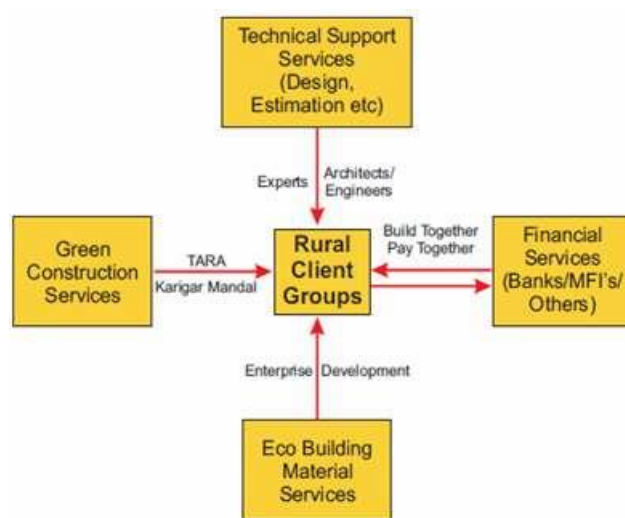 Technical Support
Services
(Design,
Estimation etc)
Experts
Architects/
Engineers
Green
Construction
Services
TARA
Karigar Mandal
Rural
Client
Groups
Build Together
Pay Together
Financial
Services
(Banks/MFI's/
Others)
Enterprise Development
Eco Building
Material
Services